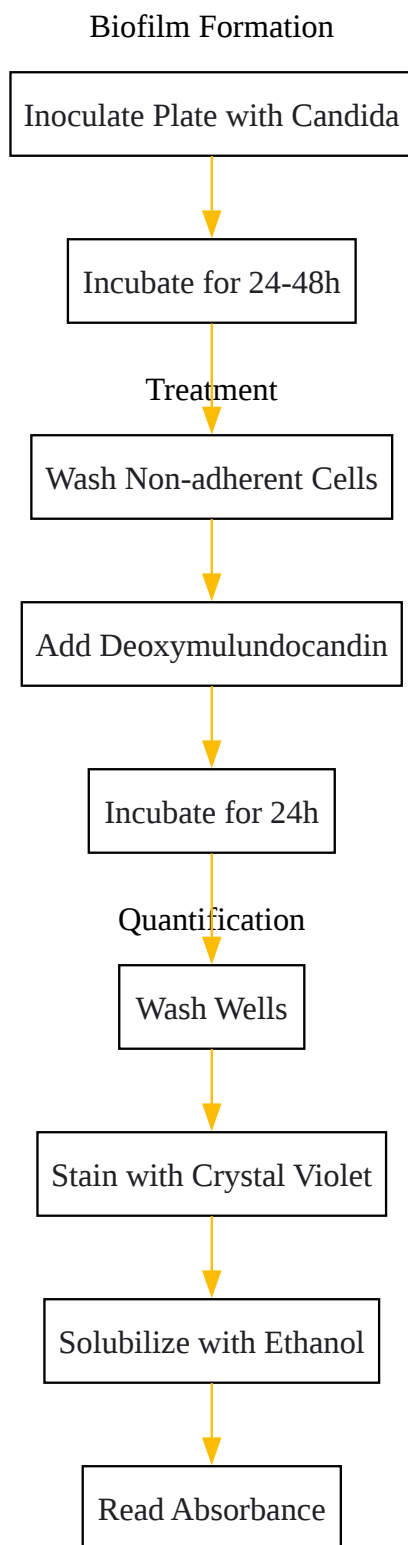 Biofilm Formation
Inoculate Plate with Candida
Incubate for 24-48h
Treatment
Wash Non-adherent Cells
Add Deoxymulundocandin
Incubate for 24h
Quantification
Wash Wells
Stain with Crystal Violet
Solubilize with Ethanol
Read Absorbance